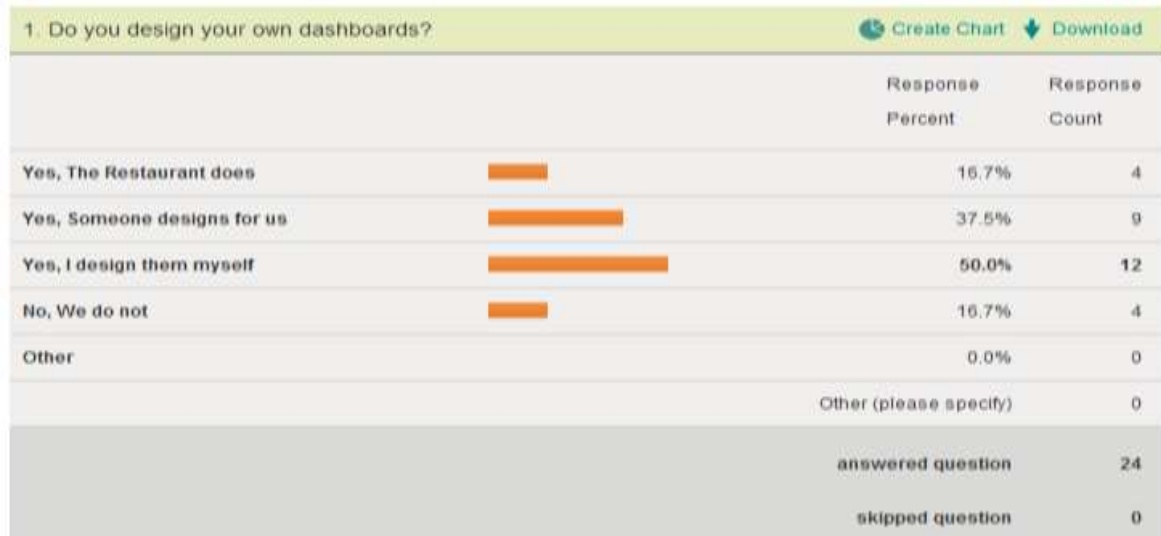 1. Do you design your own dashboards? Create Chart Download
Response Response
Percent Count
Yes, The Restaurant does 16.7% 4
Yes, Someone designs for us 37.5% 9
Yes, I design them myself 50.0% 12
No, We do not 16.7% 4
Other 0.0% 0
Other (please specify) 0
answered question 24
skipped question 0